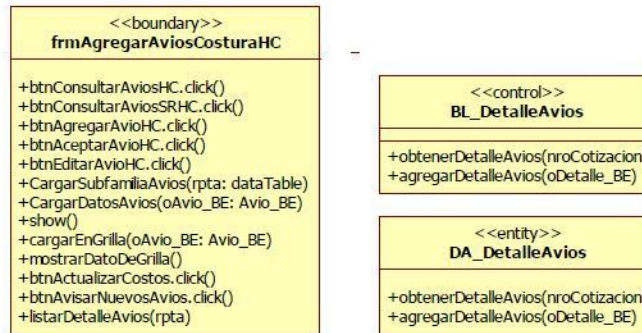 <<boundary>>
frmAgregarAviosCosturaHC
+btnConsultarAviosHC.click()
+btnConsultarAviosSRHC.click()
+btnAgregarAvioHC.click()
+btnAceptarAvioHC.click()
+btnEditarAvioHC.click()
+CargarSubfamiliaAvios(rpta: dataTable)
+CargarDatosAvios(oAvio_BE: Avio_BE)
+show()
+cargarEnGrilla(oAvio_BE: Avio_BE)
+mostrarDatoDeGrilla()
+btnActualizarCostos.click()
+btnAvisarNuevosAvios.click()
+listarDetalleAvios(rpta)
<<control>>
BL_DetalleAvios
+obtenerDetalleAvios(nroCotizacion
+agregarDetalleAvios(oDetalle_BE)
<<entity>>
DA_DetalleAvios
+obtenerDetalleAvios(nroCotizacion
+agregarDetalleAvios(oDetalle_BE)